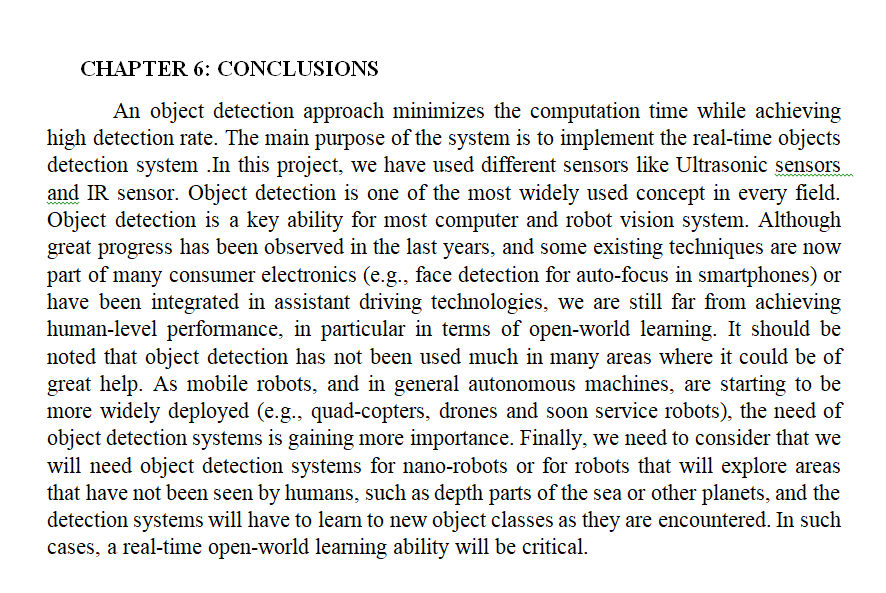 CHAPTER 6: CONCLUSIONS
An object detection approach minimizes the computation time while achieving
high detection rate. The main purpose of the system is to implement the real-time objects
detection system .In this project, we have used different sensors like Ultrasonic sensors
and IR sensor. Object detection is one of the most widely used concept in every field.
Object detection is a key ability for most computer and robot vision system. Although
great progress has been observed in the last years, and some existing techniques are now
part of many consumer electronics (e.g., face detection for auto-focus in smartphones) or
have been integrated in assistant driving technologies, we are still far from achieving
human-level performance, in particular in terms of open-world learning. It should be
noted that object detection has not been used much in many areas where it could be of
great help. As mobile robots, and in general autonomous machines, are starting to be
more widely deployed (e.g., quad-copters, drones and soon service robots), the need of
object detection systems is gaining more importance. Finally, we need to consider that we
will need object detection systems for nano-robots or for robots that will explore areas
that have not been seen by humans, such as depth parts of the sea or other planets, and the
detection systems will have to learn to new object classes as they are encountered. In such
cases, a real-time open-world learning ability will be critical.